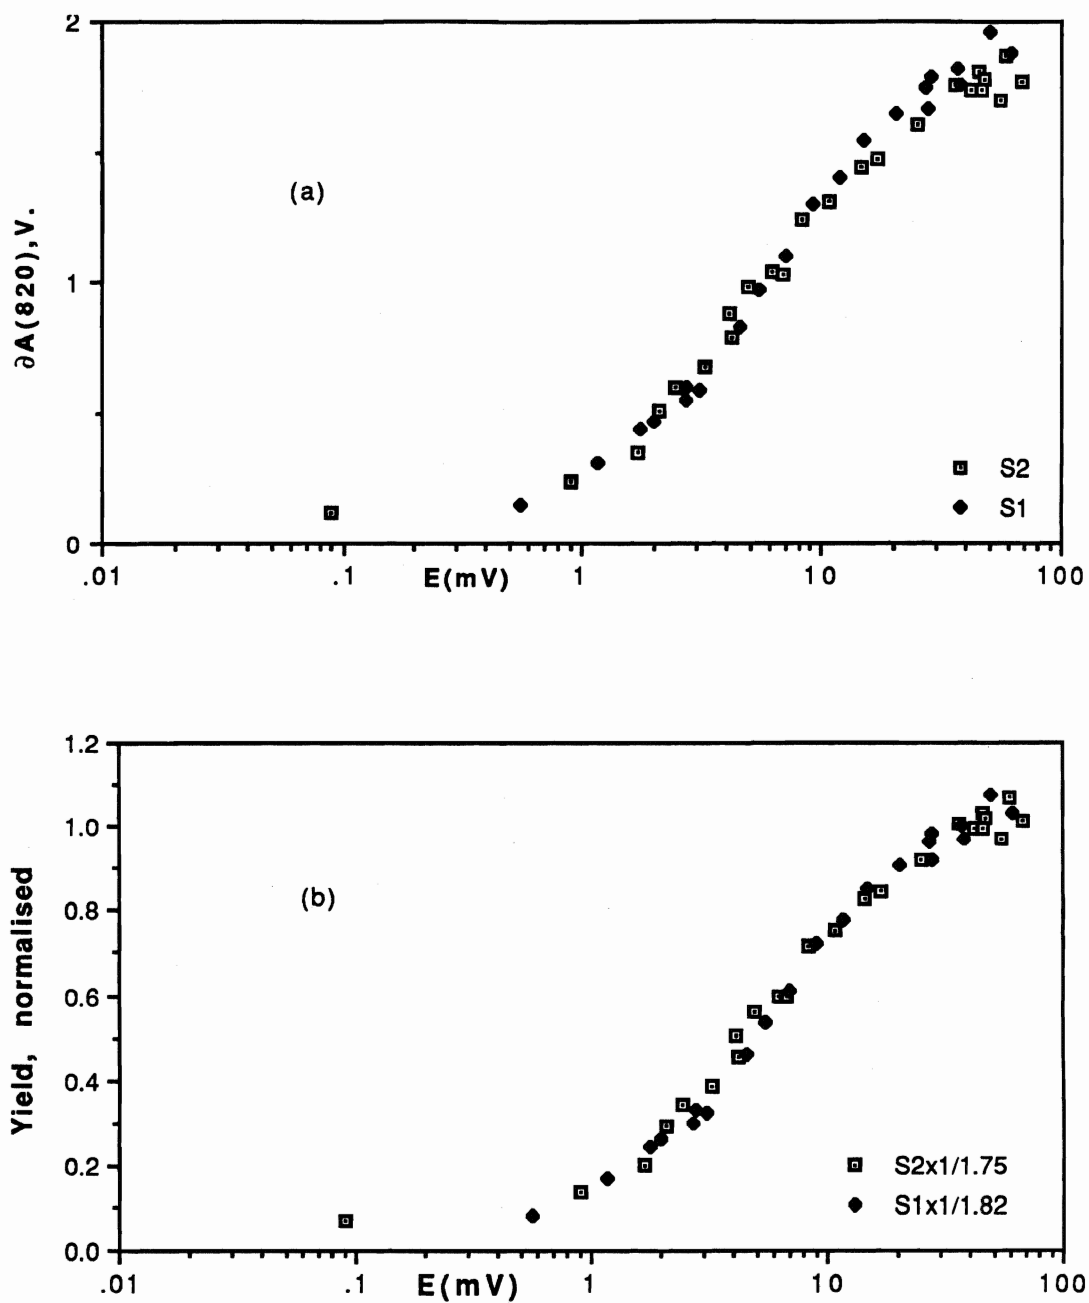 2
(a)
∂A(820),V.
1
S2
S1
0
.01 .1 E(mV) 1 10 100
1.2
1.0
(b)
0.8
Yield, normalised
0.6
0.4
0.2
S2x1/1.75
S1x1/1.82
0.0
.01 .1 E(mV) 1 10 100